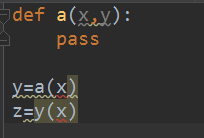 def a(x,y):
    pass
y=a(x)
z=y(x)